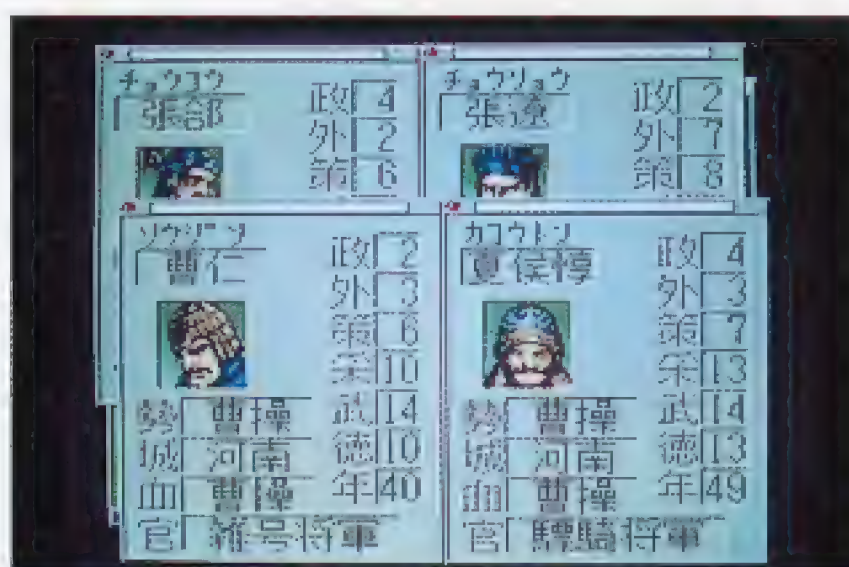 チョウコウ
張郃
政 4
外 2
策 6
チョウリョウ
張遼
政 2
外 7
策 8
ソウジン
曹仁
政 2
外 3
策 6
采 10
武 14
徳 10
年 40
勢 曹操
城 河南
血 曹操
官 雑号将軍
カコウトン
夏侯惇
政 4
外 3
策 7
采 13
武 14
徳 13
年 49
勢 曹操
城 河南
血 曹操
官 驃騎将軍